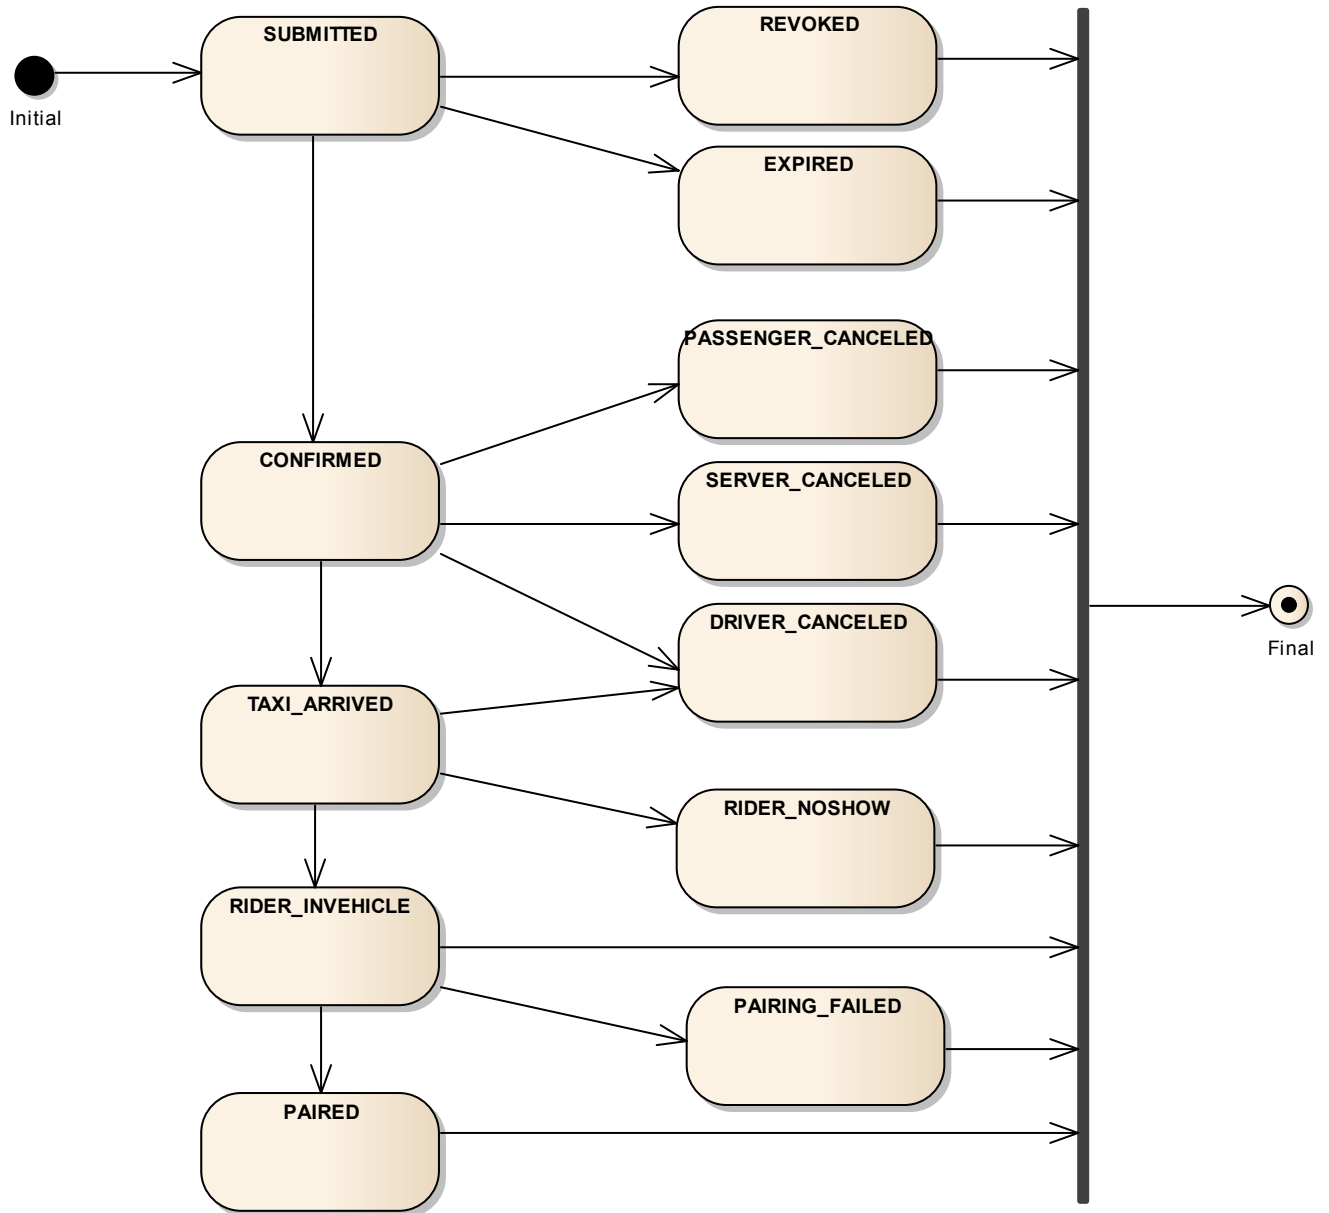 SUBMITTED
REVOKED
Initial
EXPIRED
PASSENGER_CANCELED
CONFIRMED
SERVER_CANCELED
DRIVER_CANCELED
Final
TAXI_ARRIVED
RIDER_NOSHOW
RIDER_INVEHICLE
PAIRING_FAILED
PAIRED